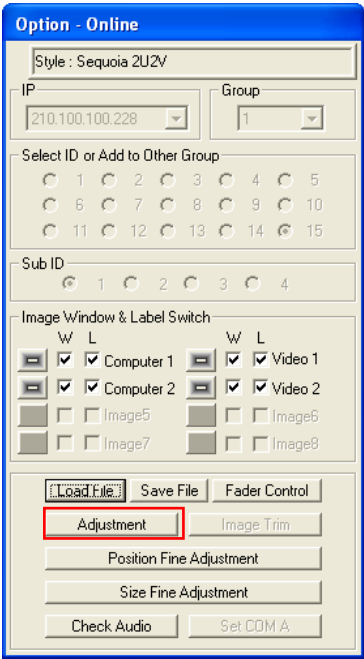 Option - Online
Style : Sequoia 2U2V
IP Group
210.100.100.228 1
Select ID or Add to Other Group
1 2 3 4 5
6 7 8 9 10
11 12 13 14 15
Sub ID
1 2 3 4
Image Window & Label Switch
W L W L
Computer 1 Video 1
Computer 2 Video 2
Image5 Image6
Image7 Image8
Load File Save File Fader Control
Adjustment Image Trim
Position Fine Adjustment
Size Fine Adjustment
Check Audio Set COM A